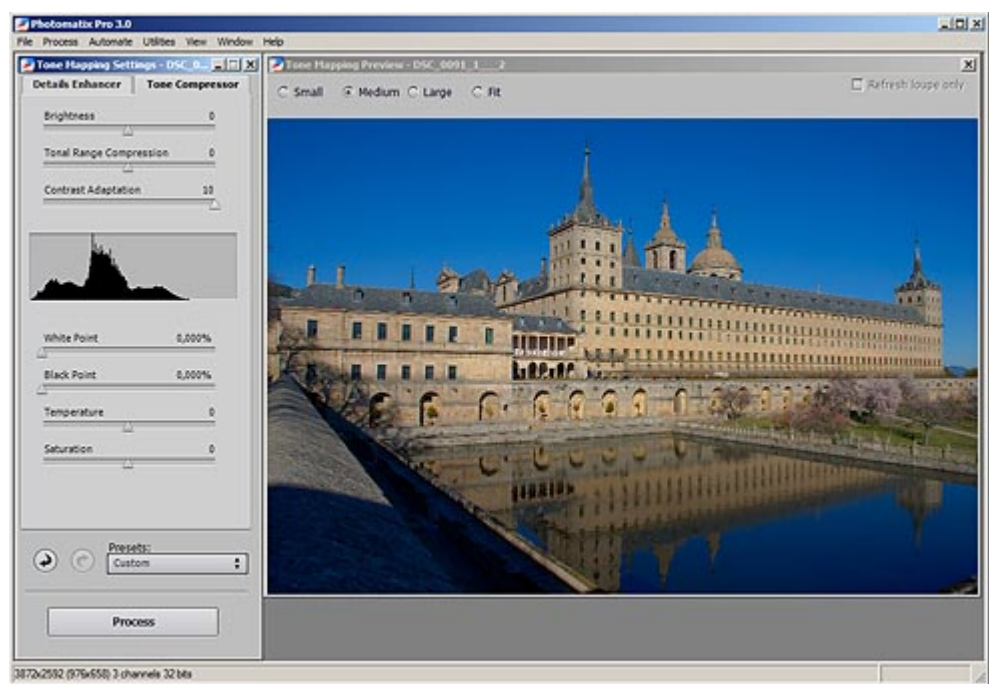 Photomatix Pro 3.0
File Process Automate Utilities View Window Help
Tone Mapping Settings - DSC_0...
Details Enhancer Tone Compressor
Brightness 0
Tonal Range Compression 0
Contrast Adaptation 10
White Point 0,000%
Black Point 0,000%
Temperature 0
Saturation 0
Presets:
Custom
Process
Tone Mapping Preview - DSC_0091_1___2
Small Medium Large Fit
Refresh loupe only
3872x2592 (976x658) 3 channels 32 bits